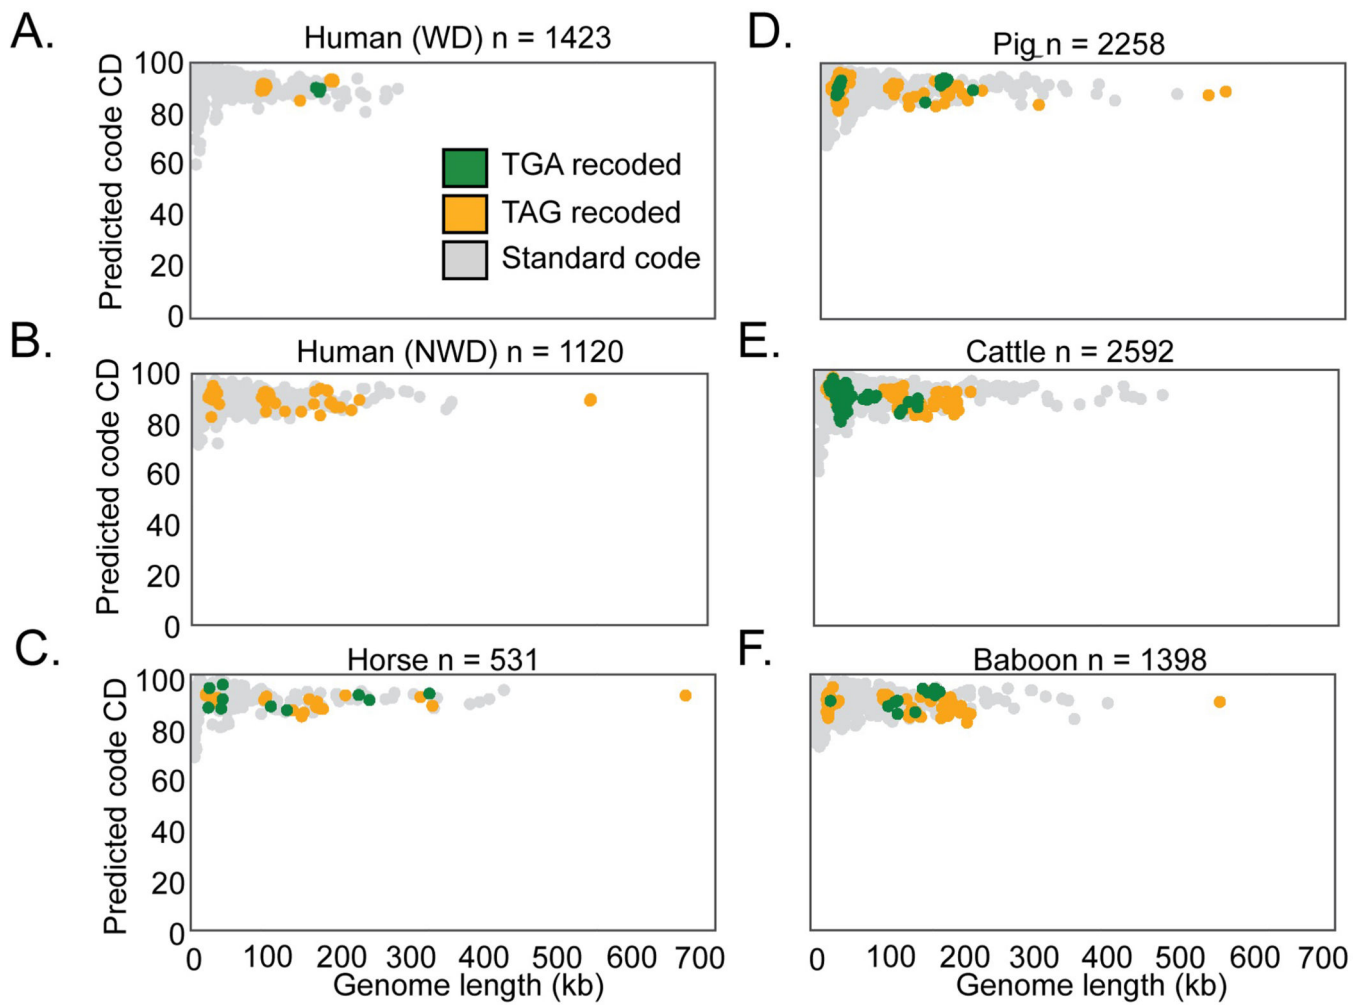 A.
Human (WD) n = 1423
Predicted code CD
100
80
60
40
20
0
TGA recoded
TAG recoded
Standard code
B.
Human (NWD) n = 1120
Predicted code CD
100
80
60
40
20
0
C.
Horse n = 531
Predicted code CD
100
80
60
40
20
0
0 100 200 300 400 500 600 700
Genome length (kb)
D.
Pig n = 2258
E.
Cattle n = 2592
F.
Baboon n = 1398
0 100 200 300 400 500 600 700
Genome length (kb)